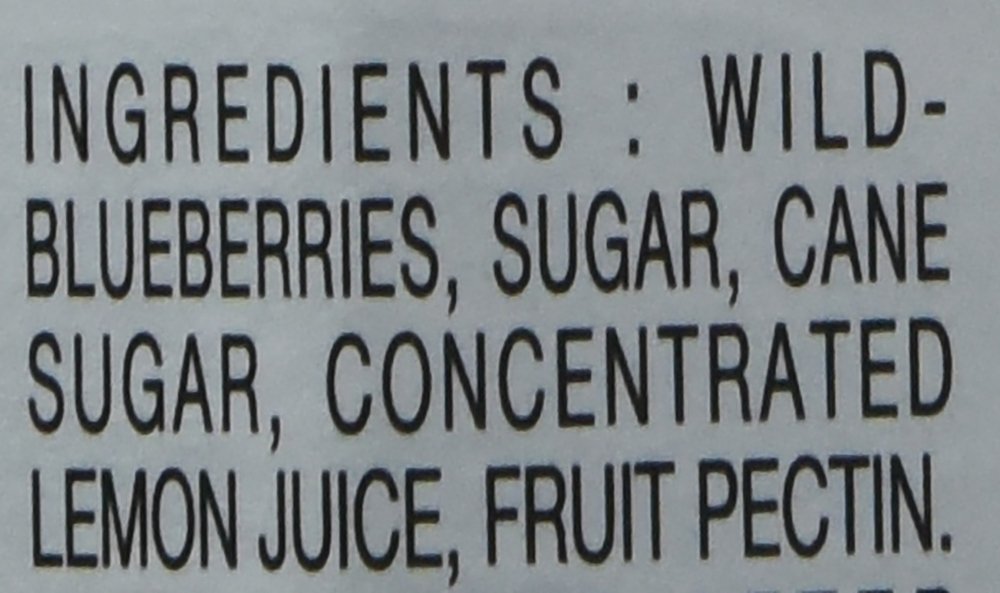 INGREDIENTS : WILD-
BLUEBERRIES, SUGAR, CANE
SUGAR, CONCENTRATED
LEMON JUICE, FRUIT PECTIN.